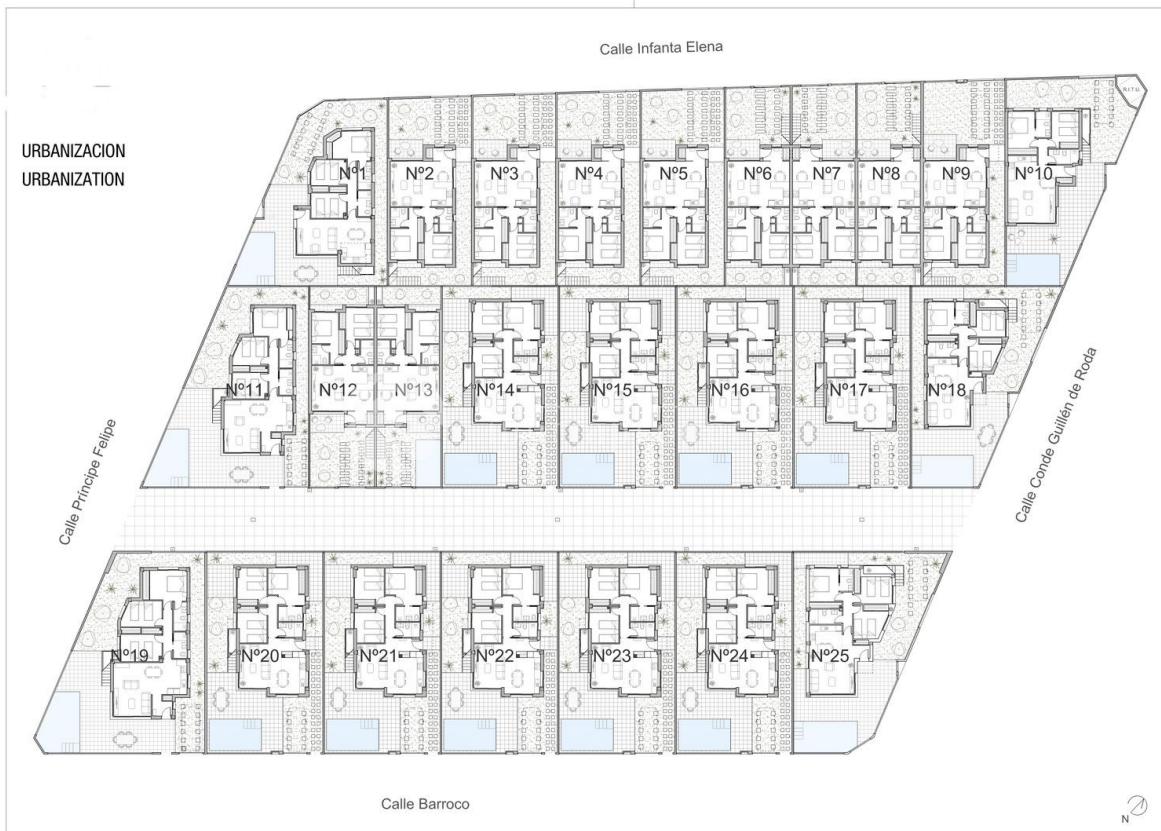 Calle Infanta Elena
R.I.T.U.
URBANIZACION
URBANIZATION
Nº1
Nº2
Nº3
Nº4
Nº5
Nº6
Nº7
Nº8
Nº9
Nº10
Nº11
Nº12
Nº13
Nº14
Nº15
Nº16
Nº17
Nº18
Calle Príncipe Felipe
Calle Conde Guillén de Roda
Nº19
Nº20
Nº21
Nº22
Nº23
Nº24
Nº25
Calle Barroco
N